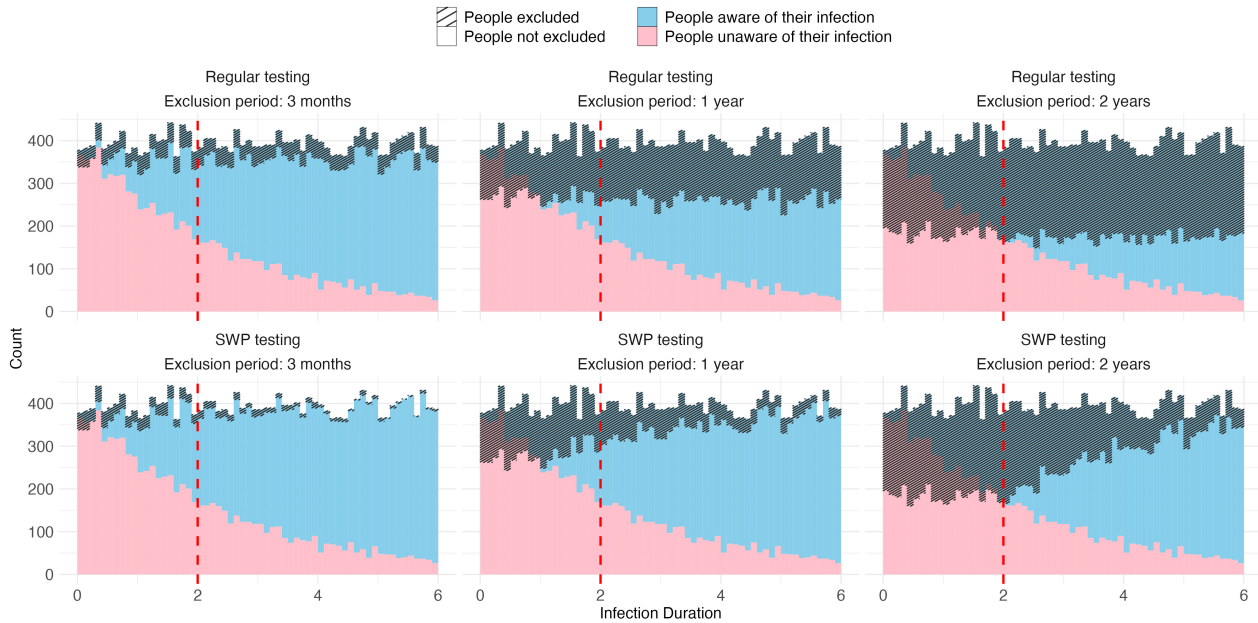 People excluded
People not excluded
People aware of their infection
People unaware of their infection
Regular testing
Exclusion period: 3 months
Regular testing
Exclusion period: 1 year
Regular testing
Exclusion period: 2 years
400
300
200
100
0
SWP testing
Exclusion period: 3 months
SWP testing
Exclusion period: 1 year
SWP testing
Exclusion period: 2 years
400
300
200
100
0
0 2 4 6
0 2 4 6
0 2 4 6
Count
Infection Duration